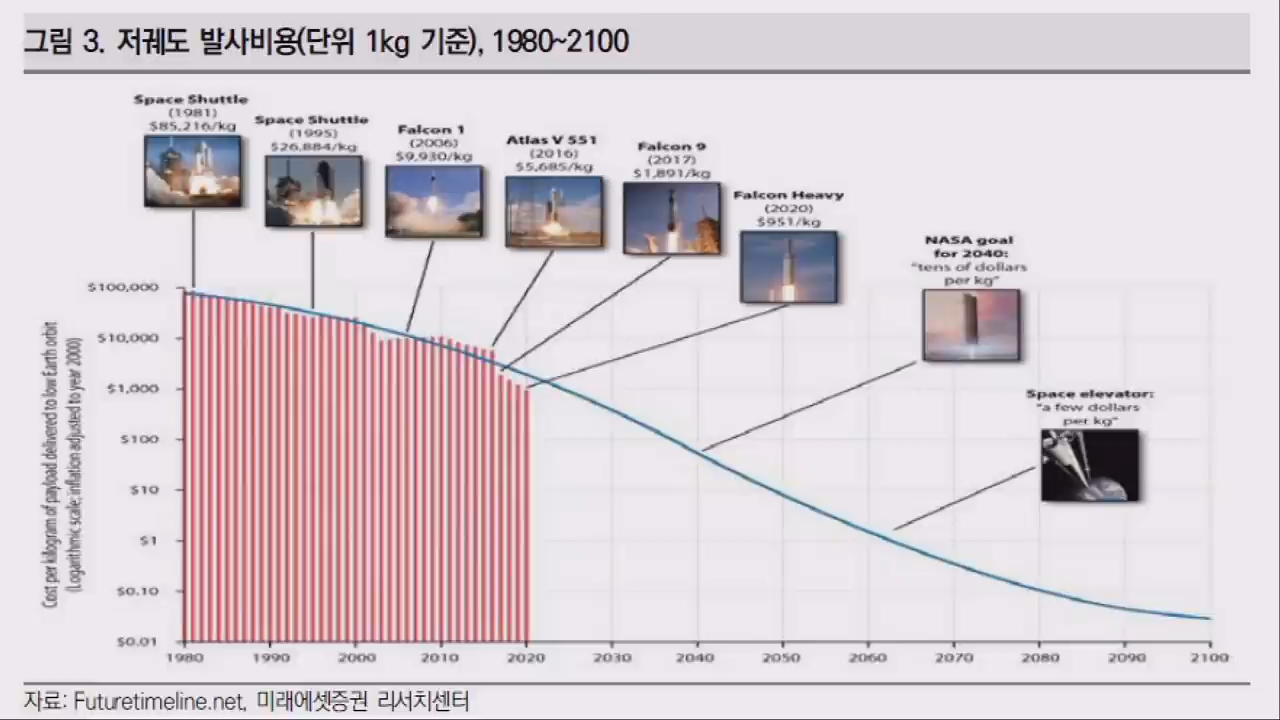 그림 3. 저궤도 발사비용(단위 1kg 기준), 1980~2100
Space Shuttle
(1981)
$85,216/kg
Space Shuttle
(1995)
$26,884/kg
Falcon 1
(2006)
$9,930/kg
Atlas V 551
(2016)
$5,685/kg
Falcon 9
(2017)
$1,891/kg
Falcon Heavy
(2020)
$951/kg
NASA goal
for 2040:
"tens of dollars
per kg"
Space elevator:
"a few dollars
per kg"
Cost per kilogram of payload delivered to low Earth orbit
(Logarithmic scale; inflation adjusted to year 2000)
$100,000
$10,000
$1,000
$100
$10
$1
$0.10
$0.01
1980 1990 2000 2010 2020 2030 2040 2050 2060 2070 2080 2090 2100
자료: Futuretimeline.net, 미래에셋증권 리서치센터